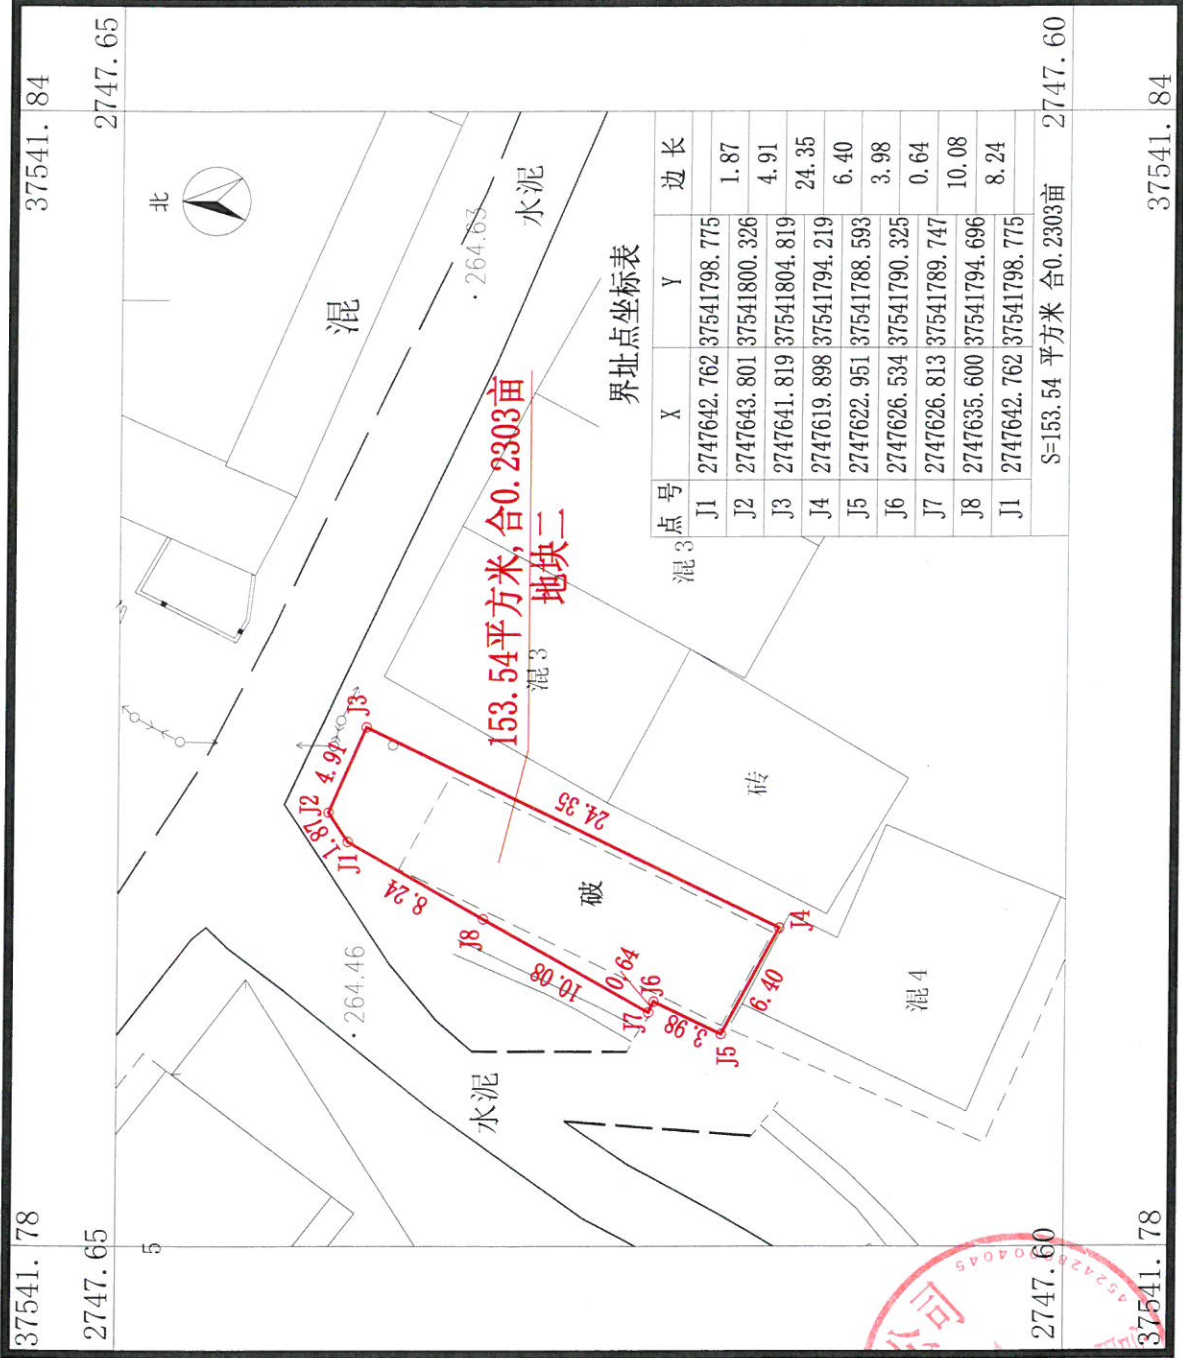 37541.78
37541.84
2747.65
2747.65
5
北
混
264.63
水泥
264.46
水泥
J1
J2
J3
J4
J5
J6
J7
J8
1.87
4.91
24.35
6.40
3.98
0.64
10.08
8.24
153.54平方米,合0.2303亩
地块二
混3
混3
破
砖
混4
界址点坐标表
点号 X Y 边长
J1 2747642.762 37541798.775
1.87
J2 2747643.801 37541800.326
4.91
J3 2747641.819 37541804.819
24.35
J4 2747619.898 37541794.219
6.40
J5 2747622.951 37541788.593
3.98
J6 2747626.534 37541790.325
0.64
J7 2747626.813 37541789.747
10.08
J8 2747635.600 37541794.696
8.24
J1 2747642.762 37541798.775
S=153.54 平方米 合0.2303亩
2747.60
2747.60
37541.78
37541.84
公司